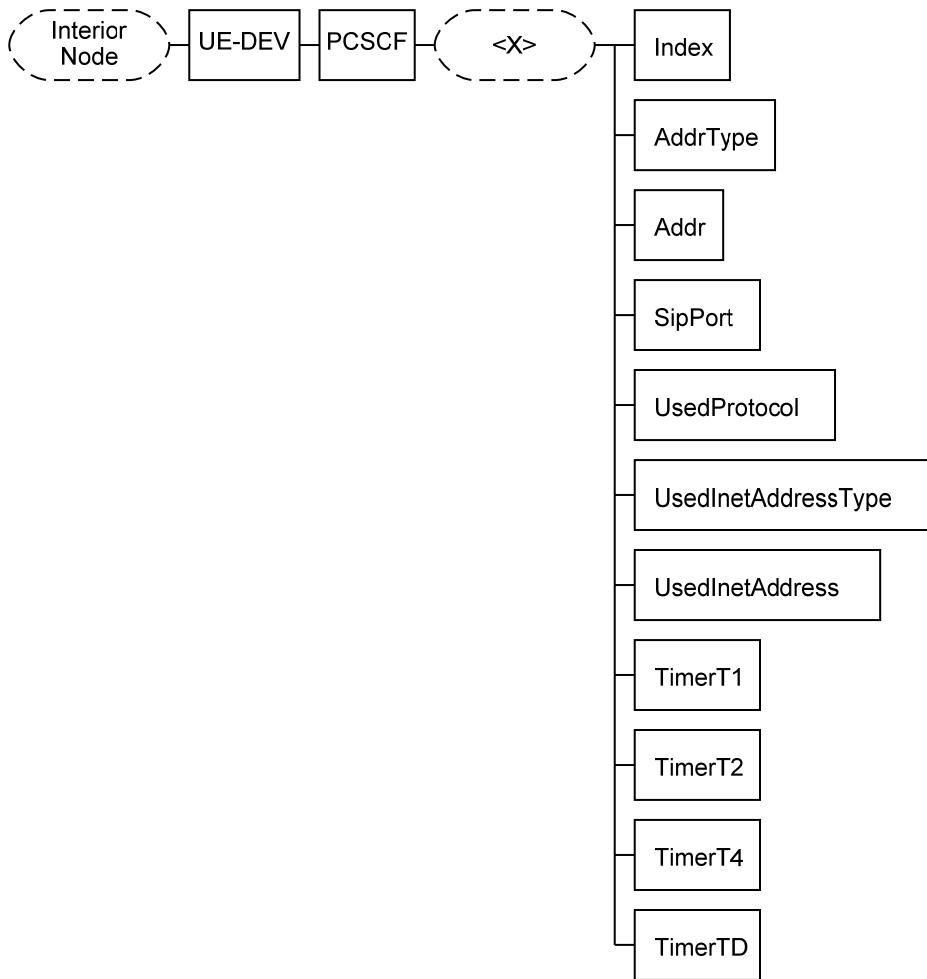 Interior
Node
UE-DEV
PCSCF
<X>
Index
AddrType
Addr
SipPort
UsedProtocol
UsedInetAddressType
UsedInetAddress
TimerT1
TimerT2
TimerT4
TimerTD